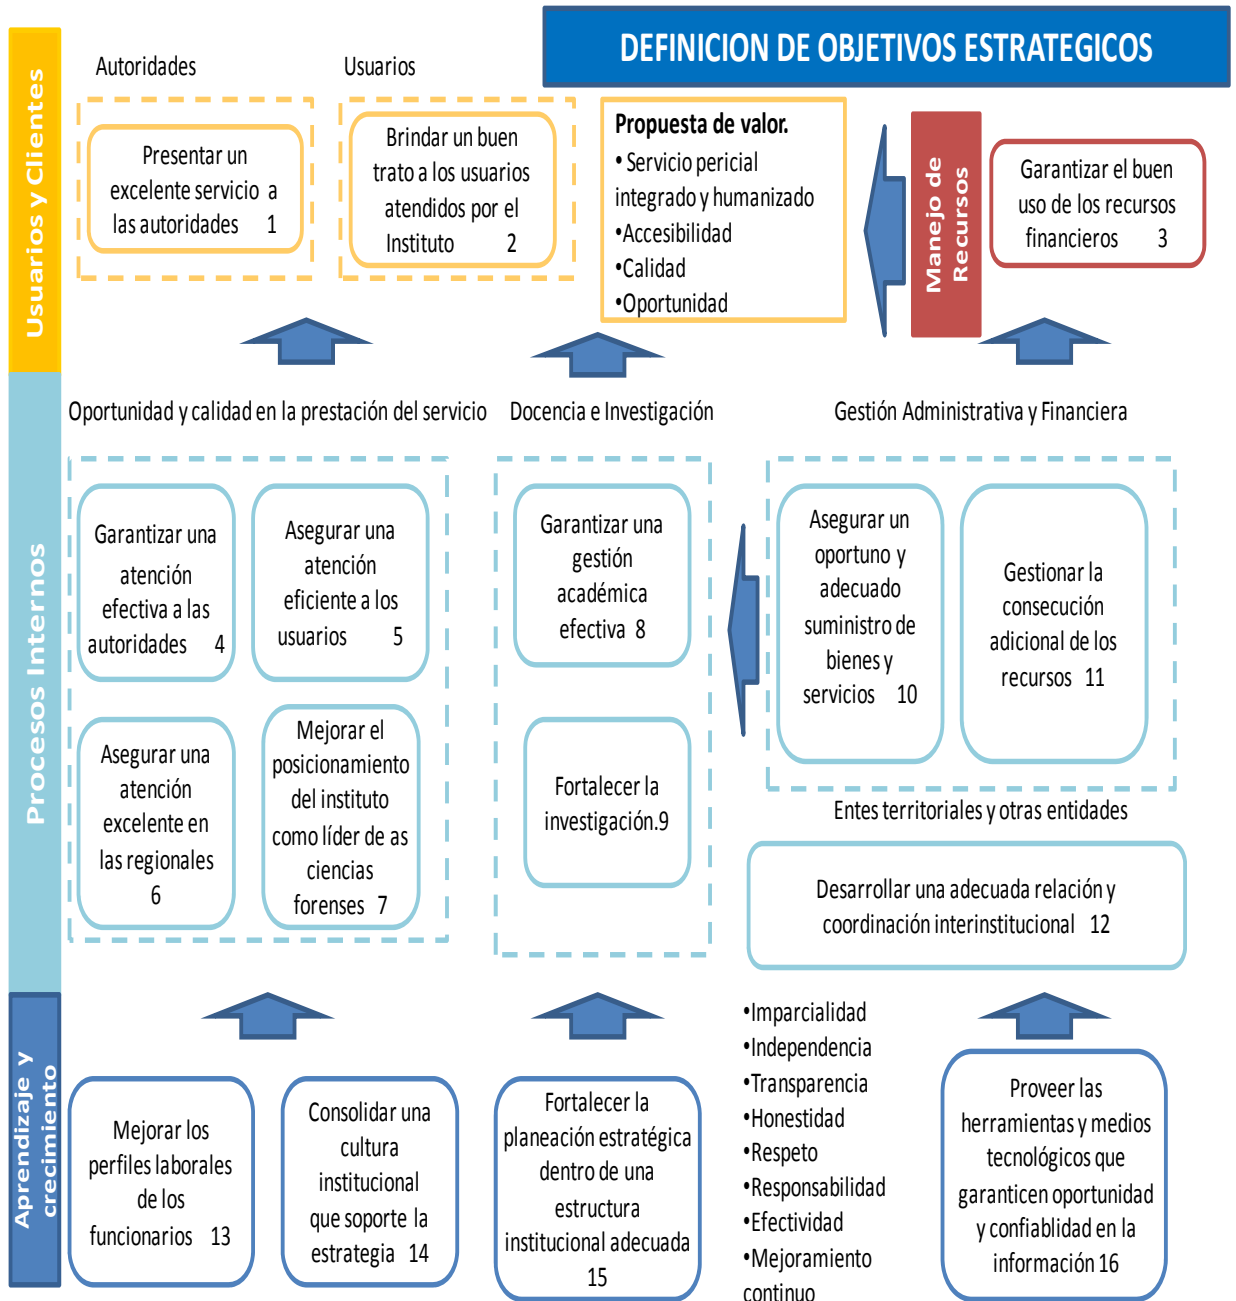 DEFINICION DE OBJETIVOS ESTRATEGICOS
Usuarios y Clientes
Autoridades
Presentar un
excelente servicio a
las autoridades 1
Usuarios
Brindar un buen
trato a los usuarios
atendidos por el
Instituto 2
Propuesta de valor.
• Servicio pericial
integrado y humanizado
•Accesibilidad
•Calidad
•Oportunidad
Manejo de
Recursos
Garantizar el buen
uso de los recursos
financieros 3
Procesos Internos
Oportunidad y calidad en la prestación del servicio
Garantizar una
atención
efectiva a las
autoridades 4
Asegurar una
atención
eficiente a los
usuarios 5
Asegurar una
atención
excelente en
las regionales
6
Mejorar el
posicionamiento
del instituto
como líder de as
ciencias
forenses 7
Docencia e Investigación
Garantizar una
gestión
académica
efectiva 8
Fortalecer la
investigación.9
Gestión Administrativa y Financiera
Asegurar un
oportuno y
adecuado
suministro de
bienes y
servicios 10
Gestionar la
consecución
adicional de los
recursos 11
Entes territoriales y otras entidades
Desarrollar una adecuada relación y
coordinación interinstitucional 12
Aprendizaje y
crecimiento
Mejorar los
perfiles laborales
de los
funcionarios 13
Consolidar una
cultura
institucional
que soporte la
estrategia 14
Fortalecer la
planeación estratégica
dentro de una
estructura
institucional adecuada
15
•Imparcialidad
•Independencia
•Transparencia
•Honestidad
•Respeto
•Responsabilidad
•Efectividad
•Mejoramiento
continuo
Proveer las
herramientas y medios
tecnológicos que
garanticen oportunidad
y confiablidad en la
información 16